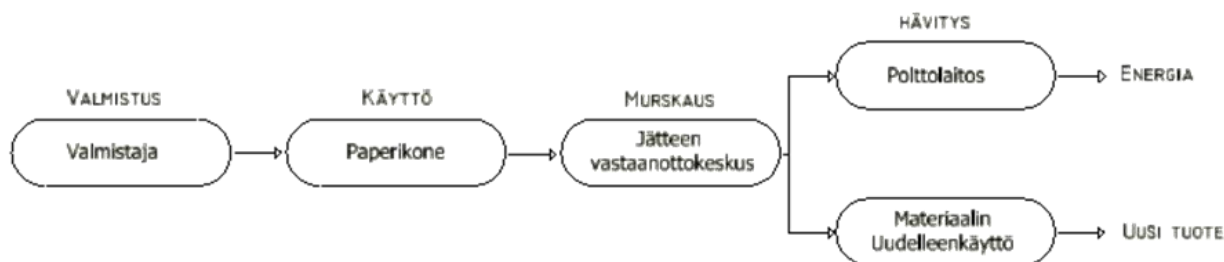 VALMISTUS
Valmistaja
KÄYTTÖ
Paperikone
MURSKAUS
Jätteen
vastaanottokeskus
HÄVITYS
Polttolaitos
ENERGIA
Materiaalin
Uudelleenkäyttö
UUSI TUOTE